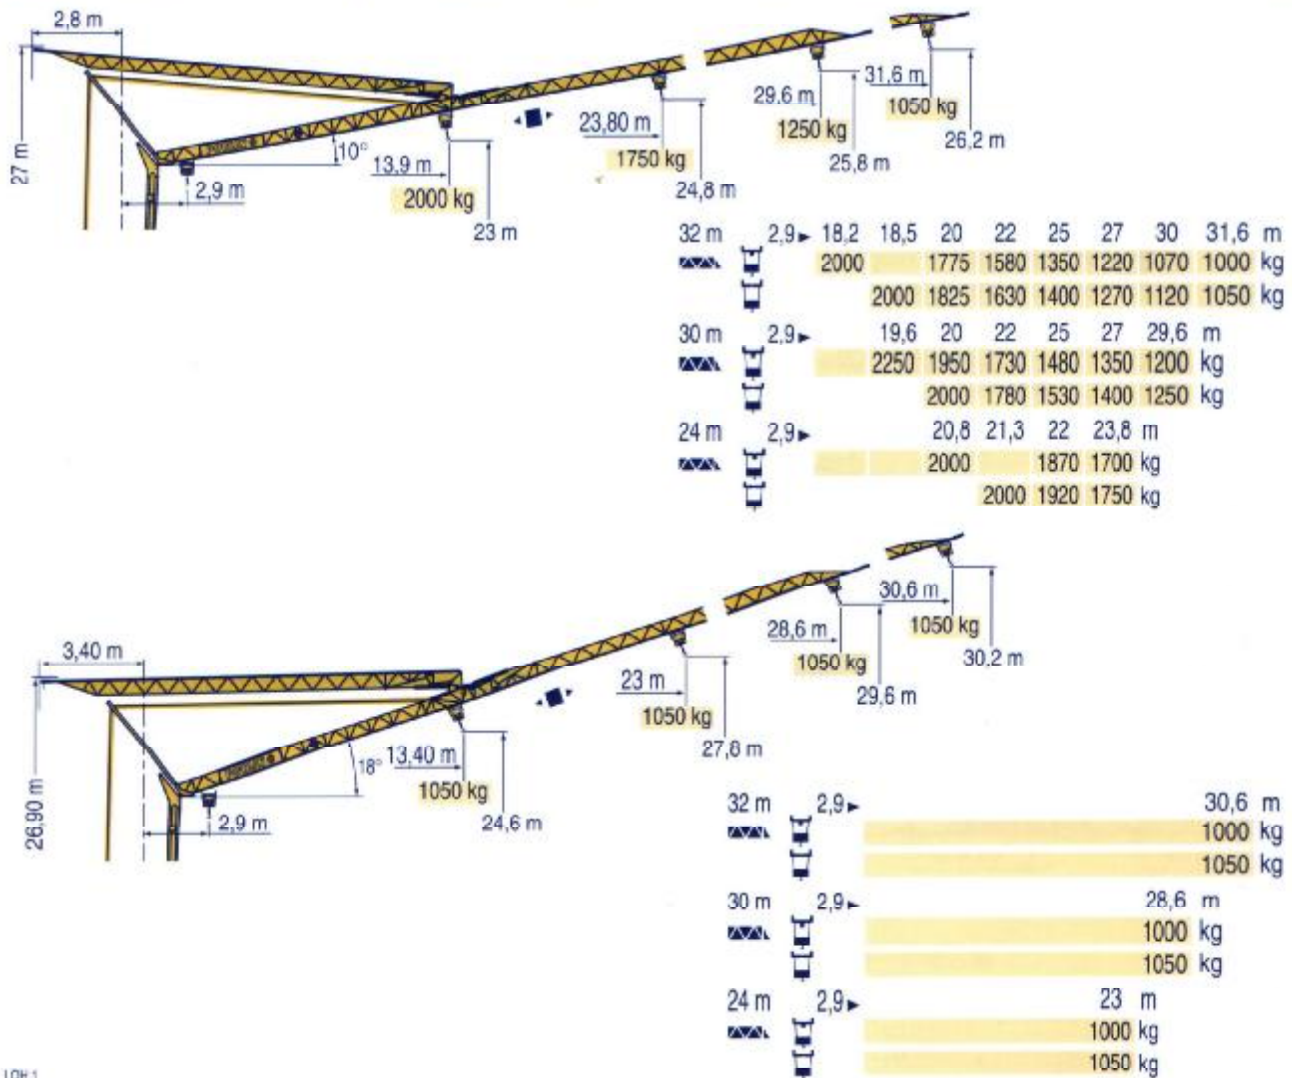 2,8 m
27 m
10°
2,9 m
13,9 m
2000 kg
23 m
23,80 m
1750 kg
24,8 m
29.6 m
1250 kg
25,8 m
31,6 m
1050 kg
26,2 m
32 m 2,9 18,2 18,5 20 22 25 27 30 31,6 m
2000 1775 1580 1350 1220 1070 1000 kg
2000 1825 1630 1400 1270 1120 1050 kg
30 m 2,9 19,6 20 22 25 27 29,6 m
2250 1950 1730 1480 1350 1200 kg
2000 1780 1530 1400 1250 kg
24 m 2,9 20,8 21,3 22 23,8 m
2000 1870 1700 kg
2000 1920 1750 kg
3,40 m
26,90 m
18°
2,9 m
13,40 m
1050 kg
24,6 m
23 m
1050 kg
27,8 m
28,6 m
1050 kg
29,6 m
30,6 m
1050 kg
30,2 m
32 m 2,9 30,6 m
1000 kg
1050 kg
30 m 2,9 28,6 m
1000 kg
1050 kg
24 m 2,9 23 m
1000 kg
1050 kg